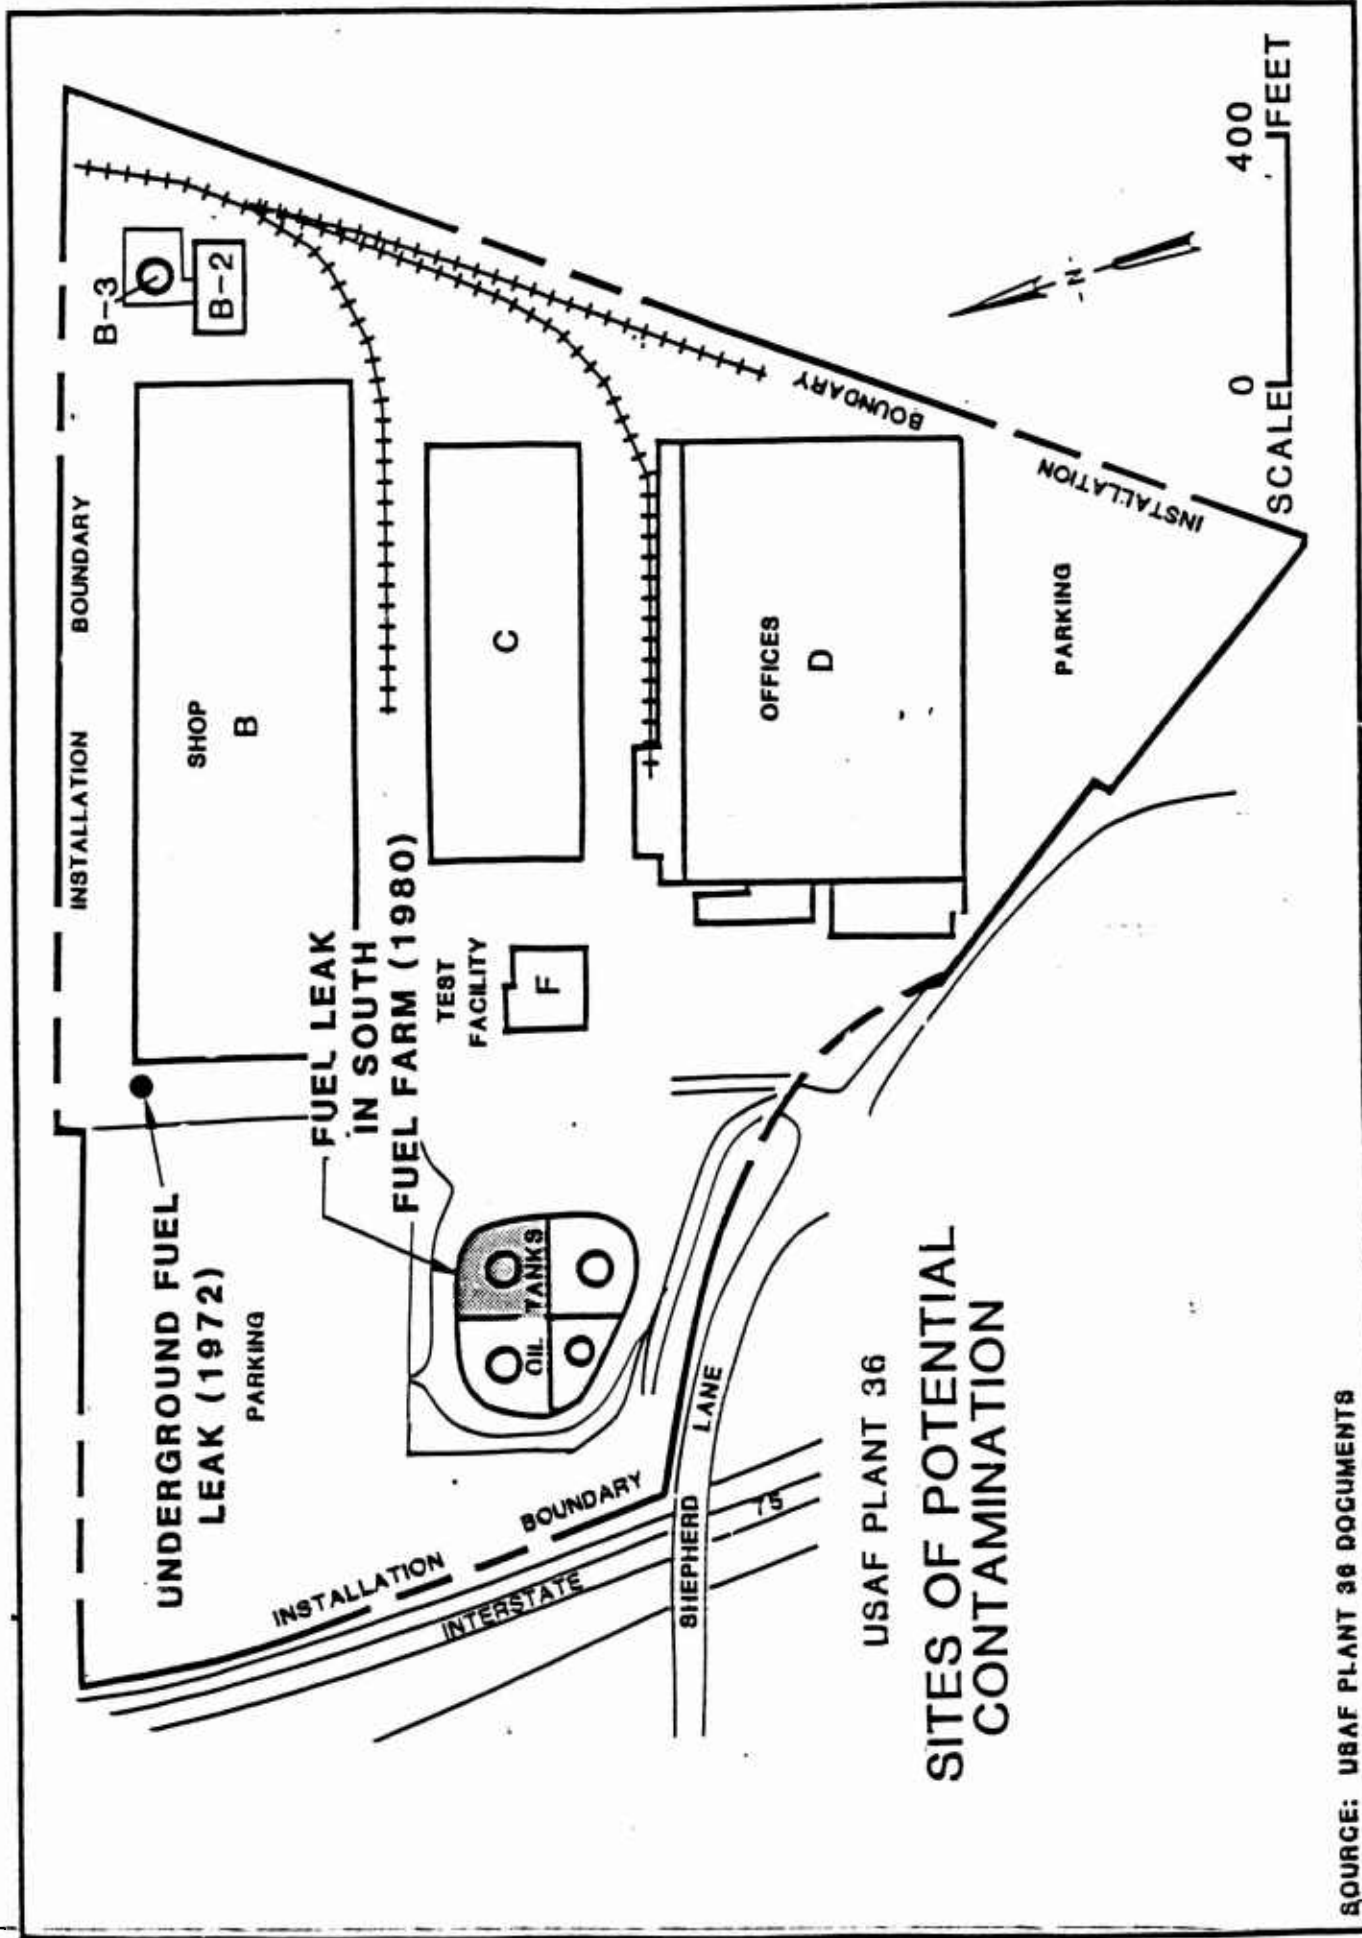 INSTALLATION BOUNDARY
B-3
B-2
SHOP
B
UNDERGROUND FUEL
LEAK (1972)
PARKING
FUEL LEAK
IN SOUTH
FUEL FARM (1980)
TEST
FACILITY
F
C
OIL TANKS
OFFICES
D
INSTALLATION BOUNDARY
INTERSTATE 75
SHEPHERD LANE
INSTALLATION BOUNDARY
PARKING
N
0 400
SCALE FEET
USAF PLANT 36
SITES OF POTENTIAL
CONTAMINATION
SOURCE: USAF PLANT 36 DOCUMENTS